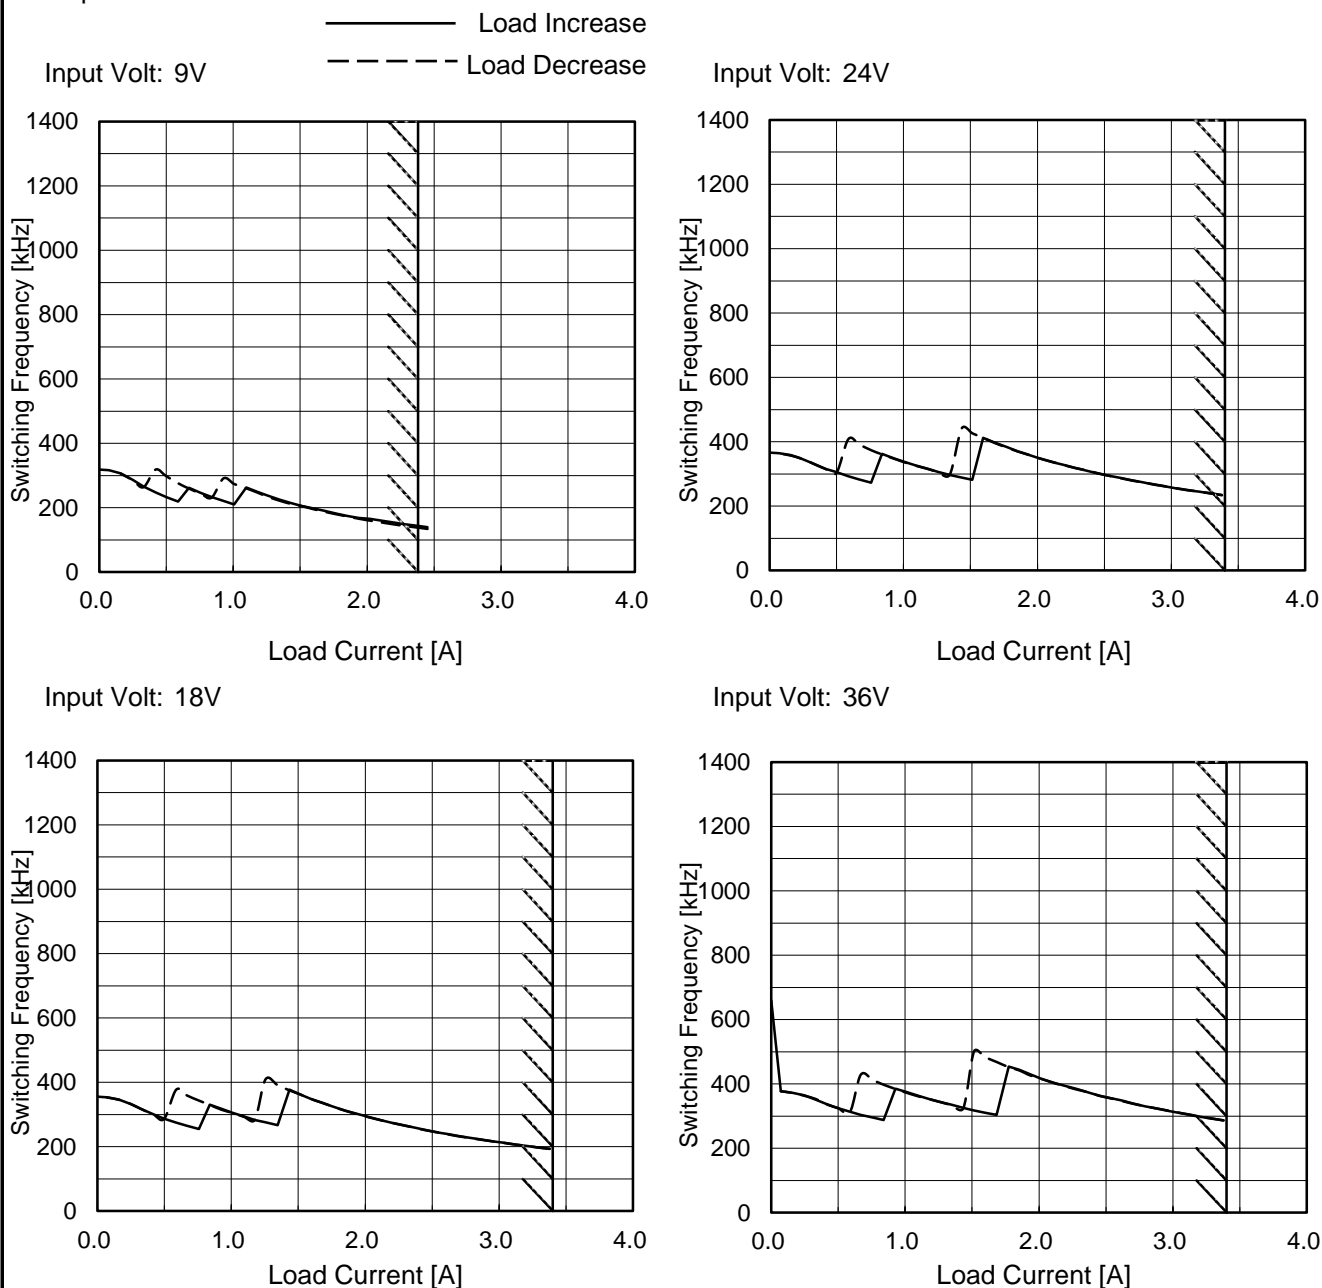 Load Increase
Load Decrease
Input Volt: 9V
1400
1200
1000
800
600
400
200
0
Switching Frequency [kHz]
0.0 1.0 2.0 3.0 4.0
Load Current [A]
Input Volt: 24V
1400
1200
1000
800
600
400
200
0
Switching Frequency [kHz]
0.0 1.0 2.0 3.0 4.0
Load Current [A]
Input Volt: 18V
1400
1200
1000
800
600
400
200
0
Switching Frequency [kHz]
0.0 1.0 2.0 3.0 4.0
Load Current [A]
Input Volt: 36V
1400
1200
1000
800
600
400
200
0
Switching Frequency [kHz]
0.0 1.0 2.0 3.0 4.0
Load Current [A]